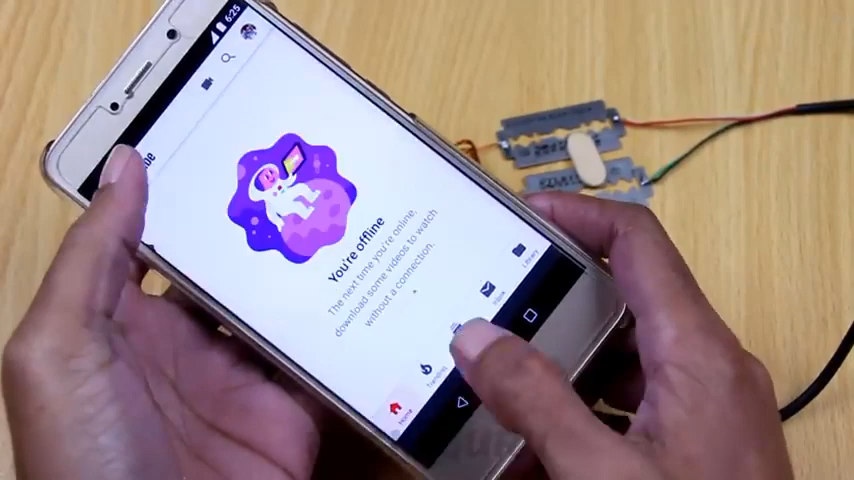 6:25
You're offline
The next time you're online,
download some videos to watch
without a connection.
Home
Trending
Inbox
Library